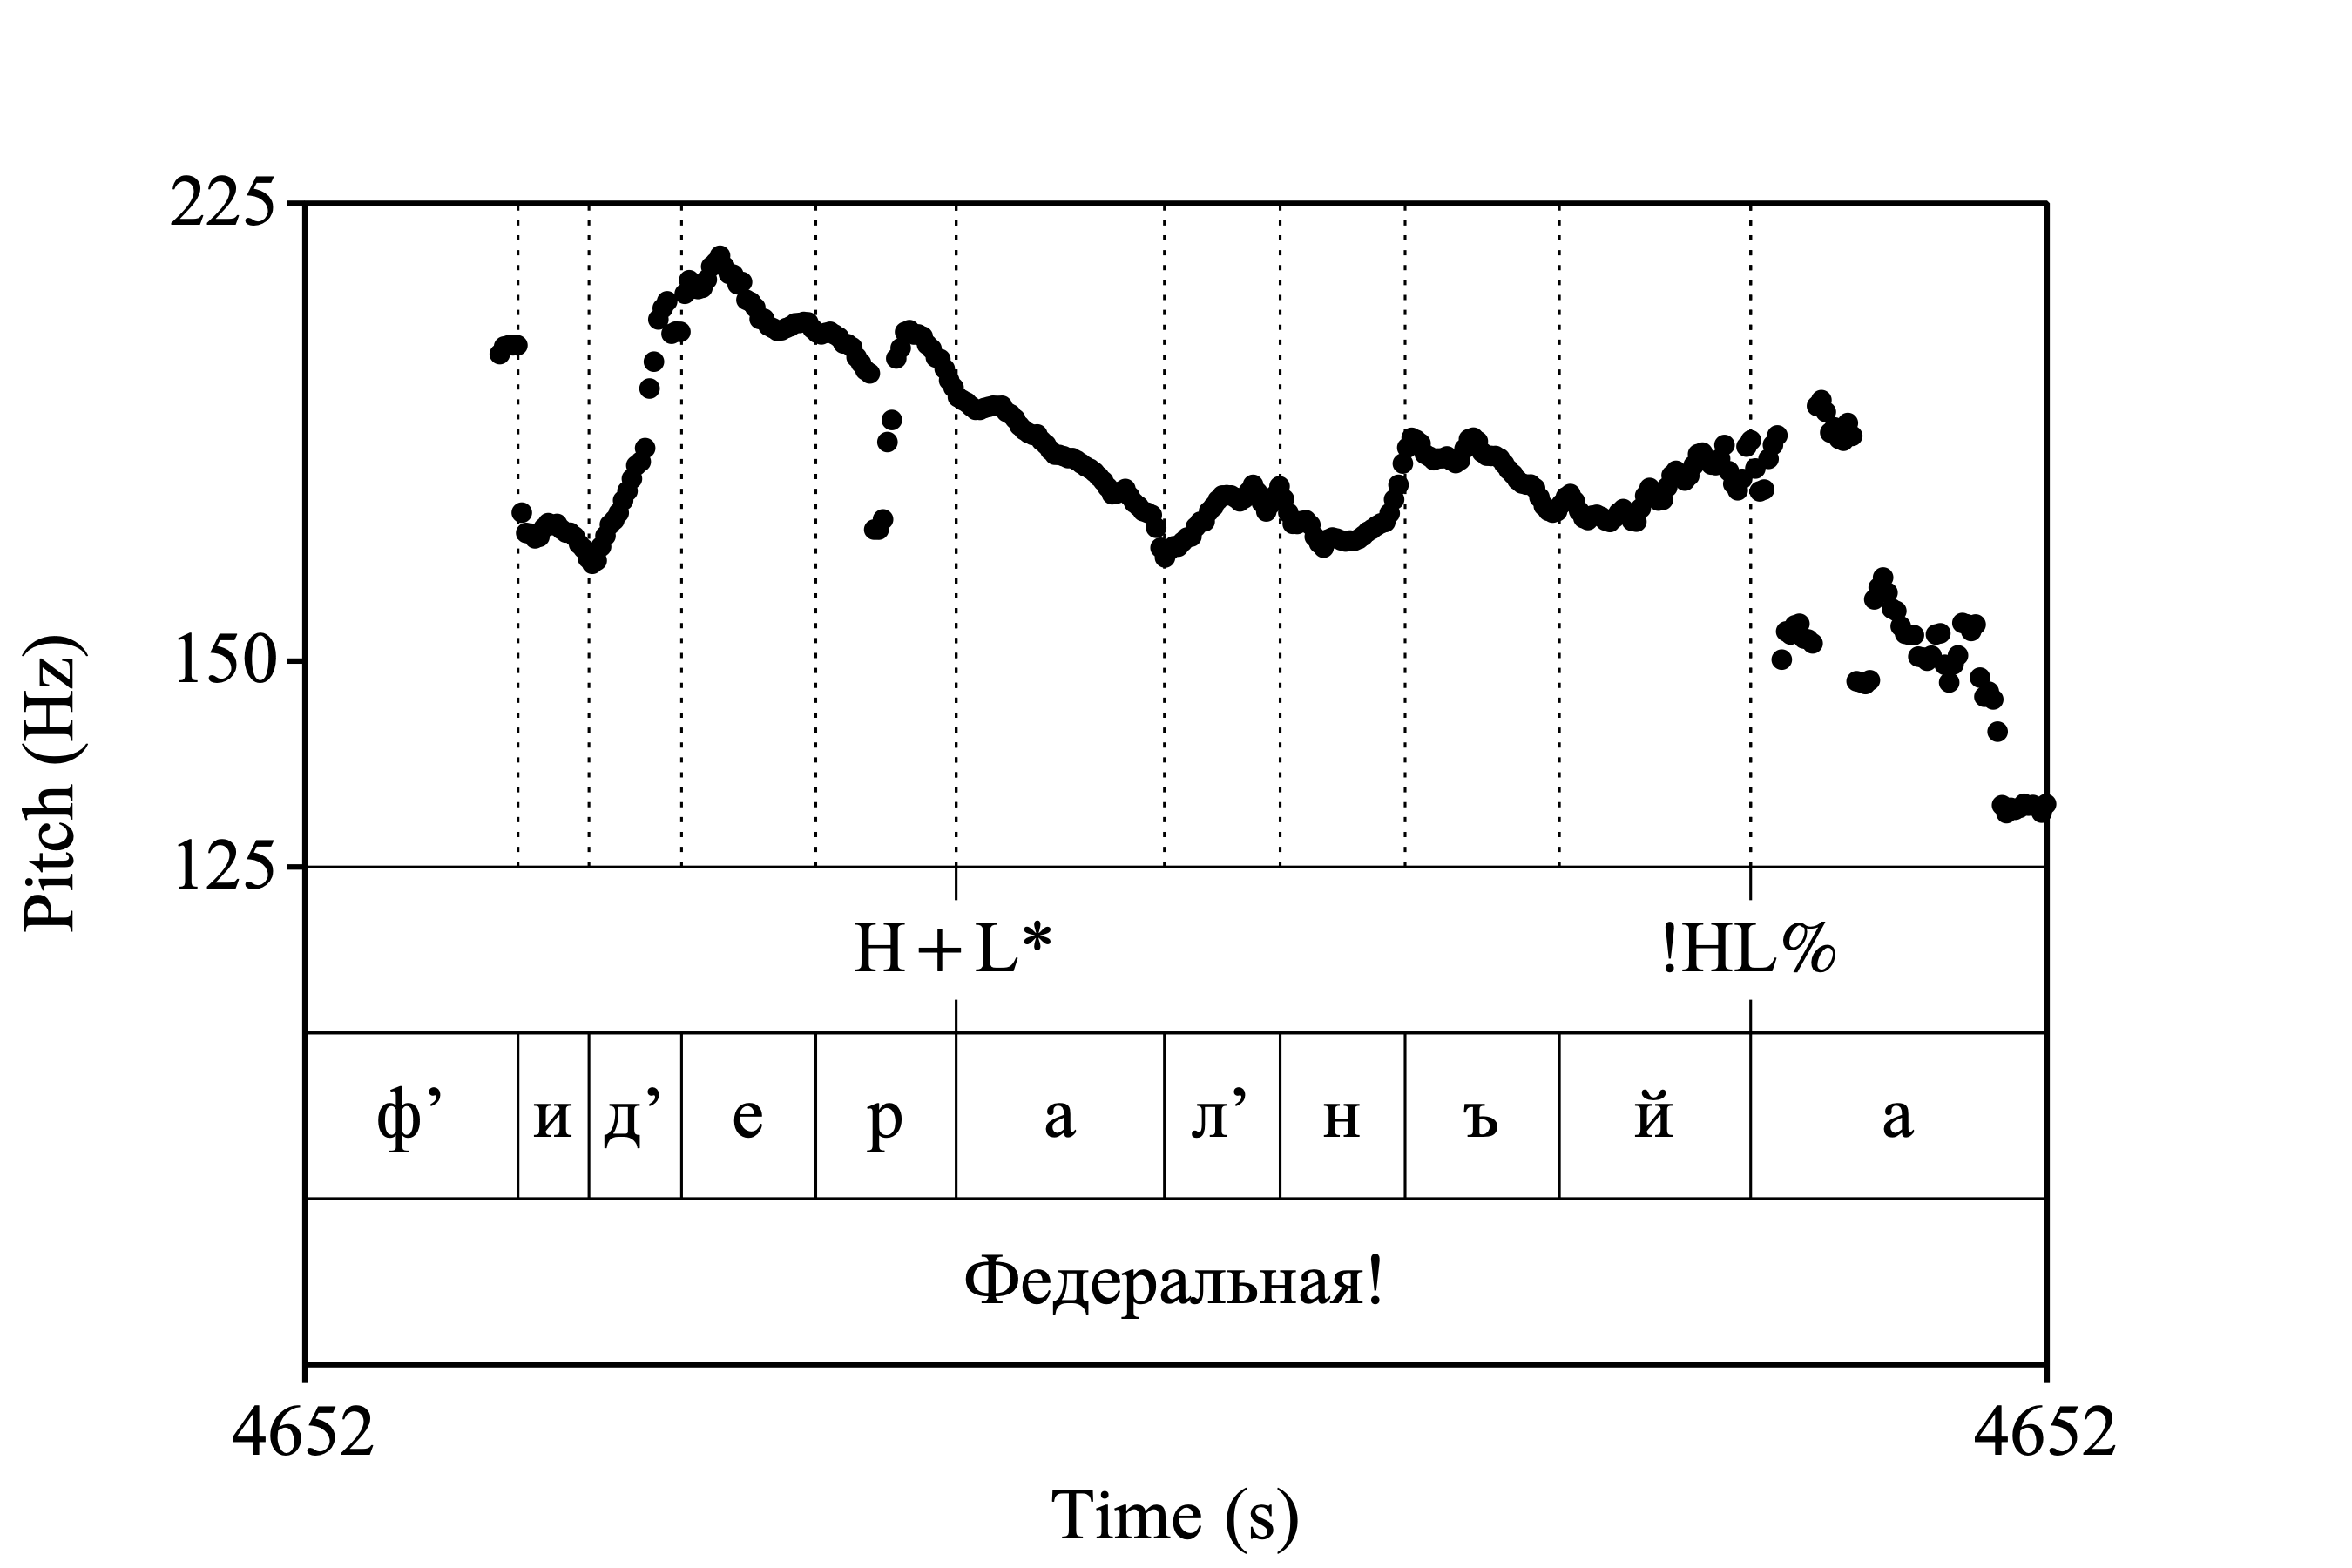 225
150
125
Pitch (Hz)
H+L* !HL%
ф’ и д’ е р а л’ н ъ й а
Федеральная!
4652 4652
Time (s)